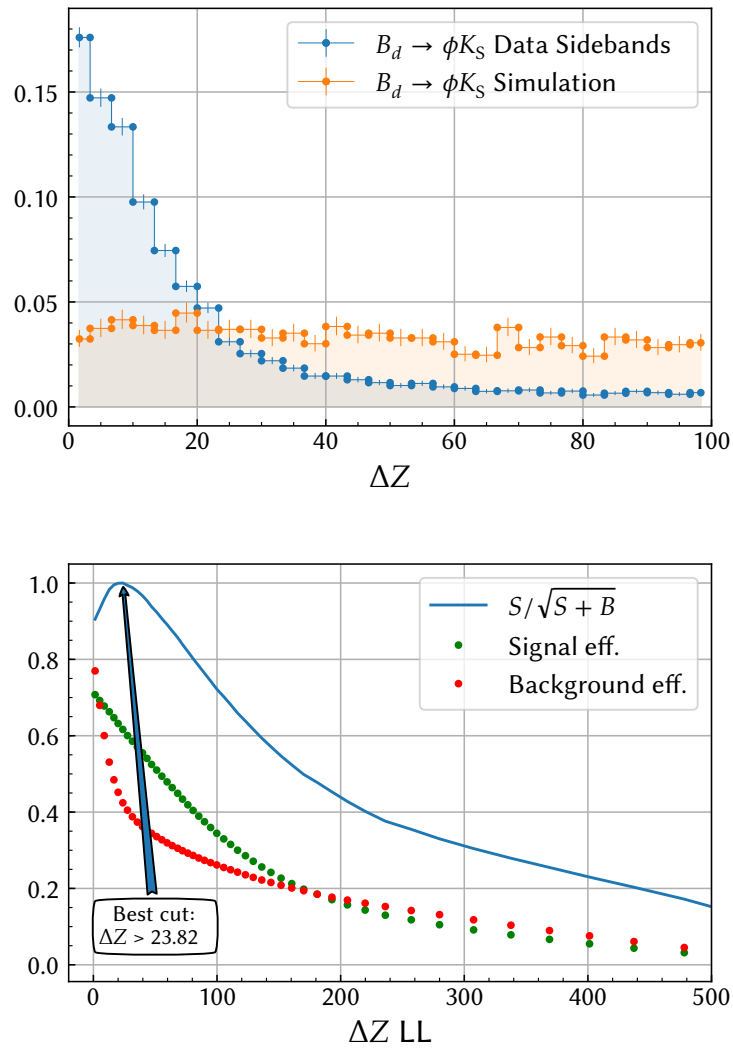 0.15
0.10
0.05
0.00
B_d → ϕK_S Data Sidebands
B_d → ϕK_S Simulation
0 20 40 60 80 100
ΔZ
1.0
0.8
0.6
0.4
0.2
0.0
S/√S + B
Signal eff.
Background eff.
Best cut:
ΔZ > 23.82
0 100 200 300 400 500
ΔZ LL